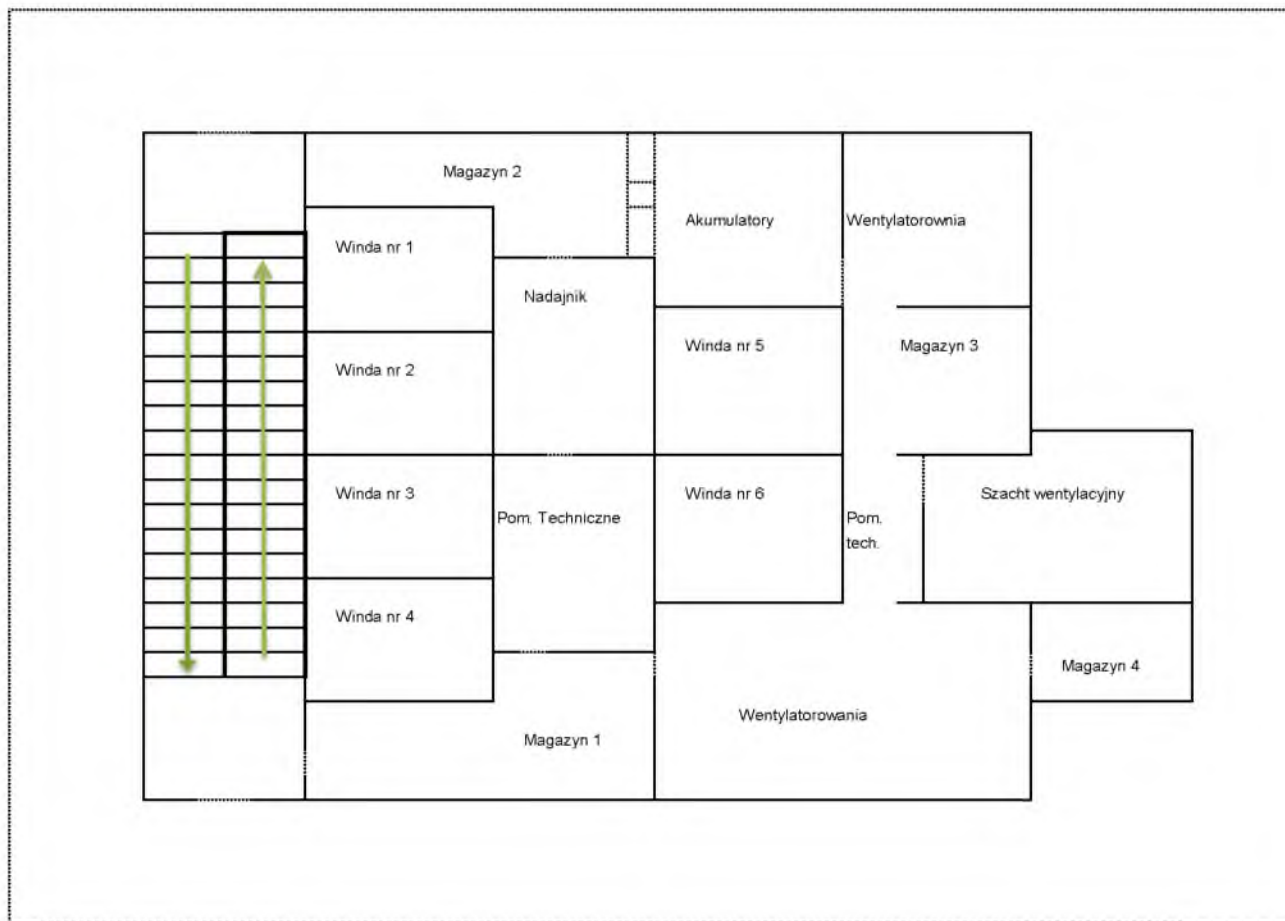 Magazyn 2
Akumulatory
Wentylatorownia
Winda nr 1
Nadajnik
Winda nr 2
Winda nr 5
Magazyn 3
Winda nr 3
Pom. Techniczne
Winda nr 6
Pom.
tech.
Szacht wentylacyjny
Winda nr 4
Magazyn 4
Wentylatorowania
Magazyn 1